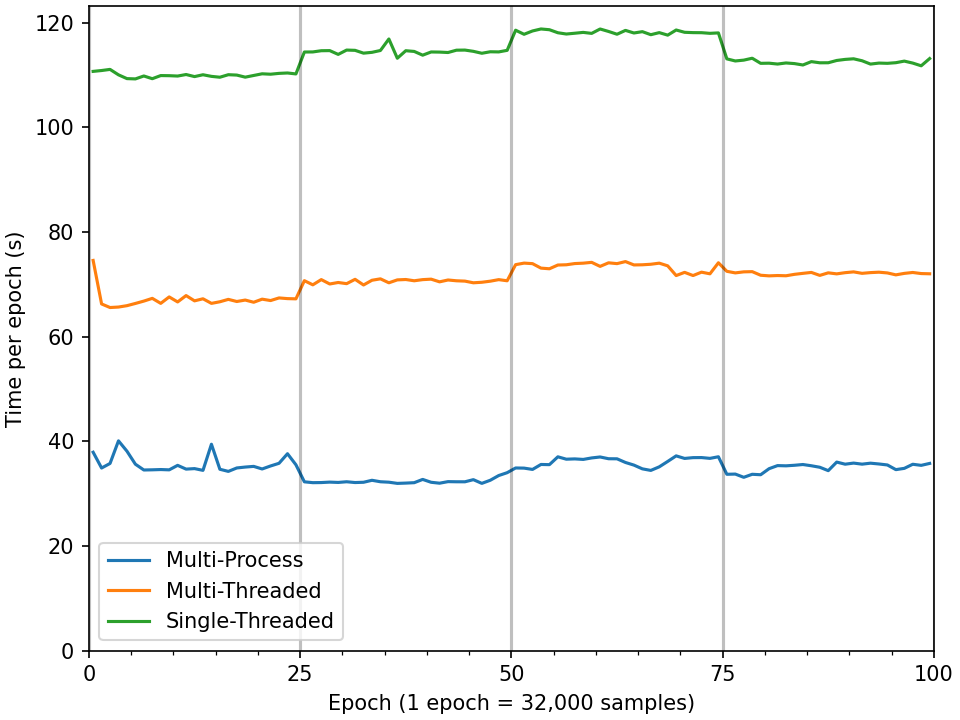 120
100
80
60
40
20
0
Time per epoch (s)
Multi-Process
Multi-Threaded
Single-Threaded
0 25 50 75 100
Epoch (1 epoch = 32,000 samples)